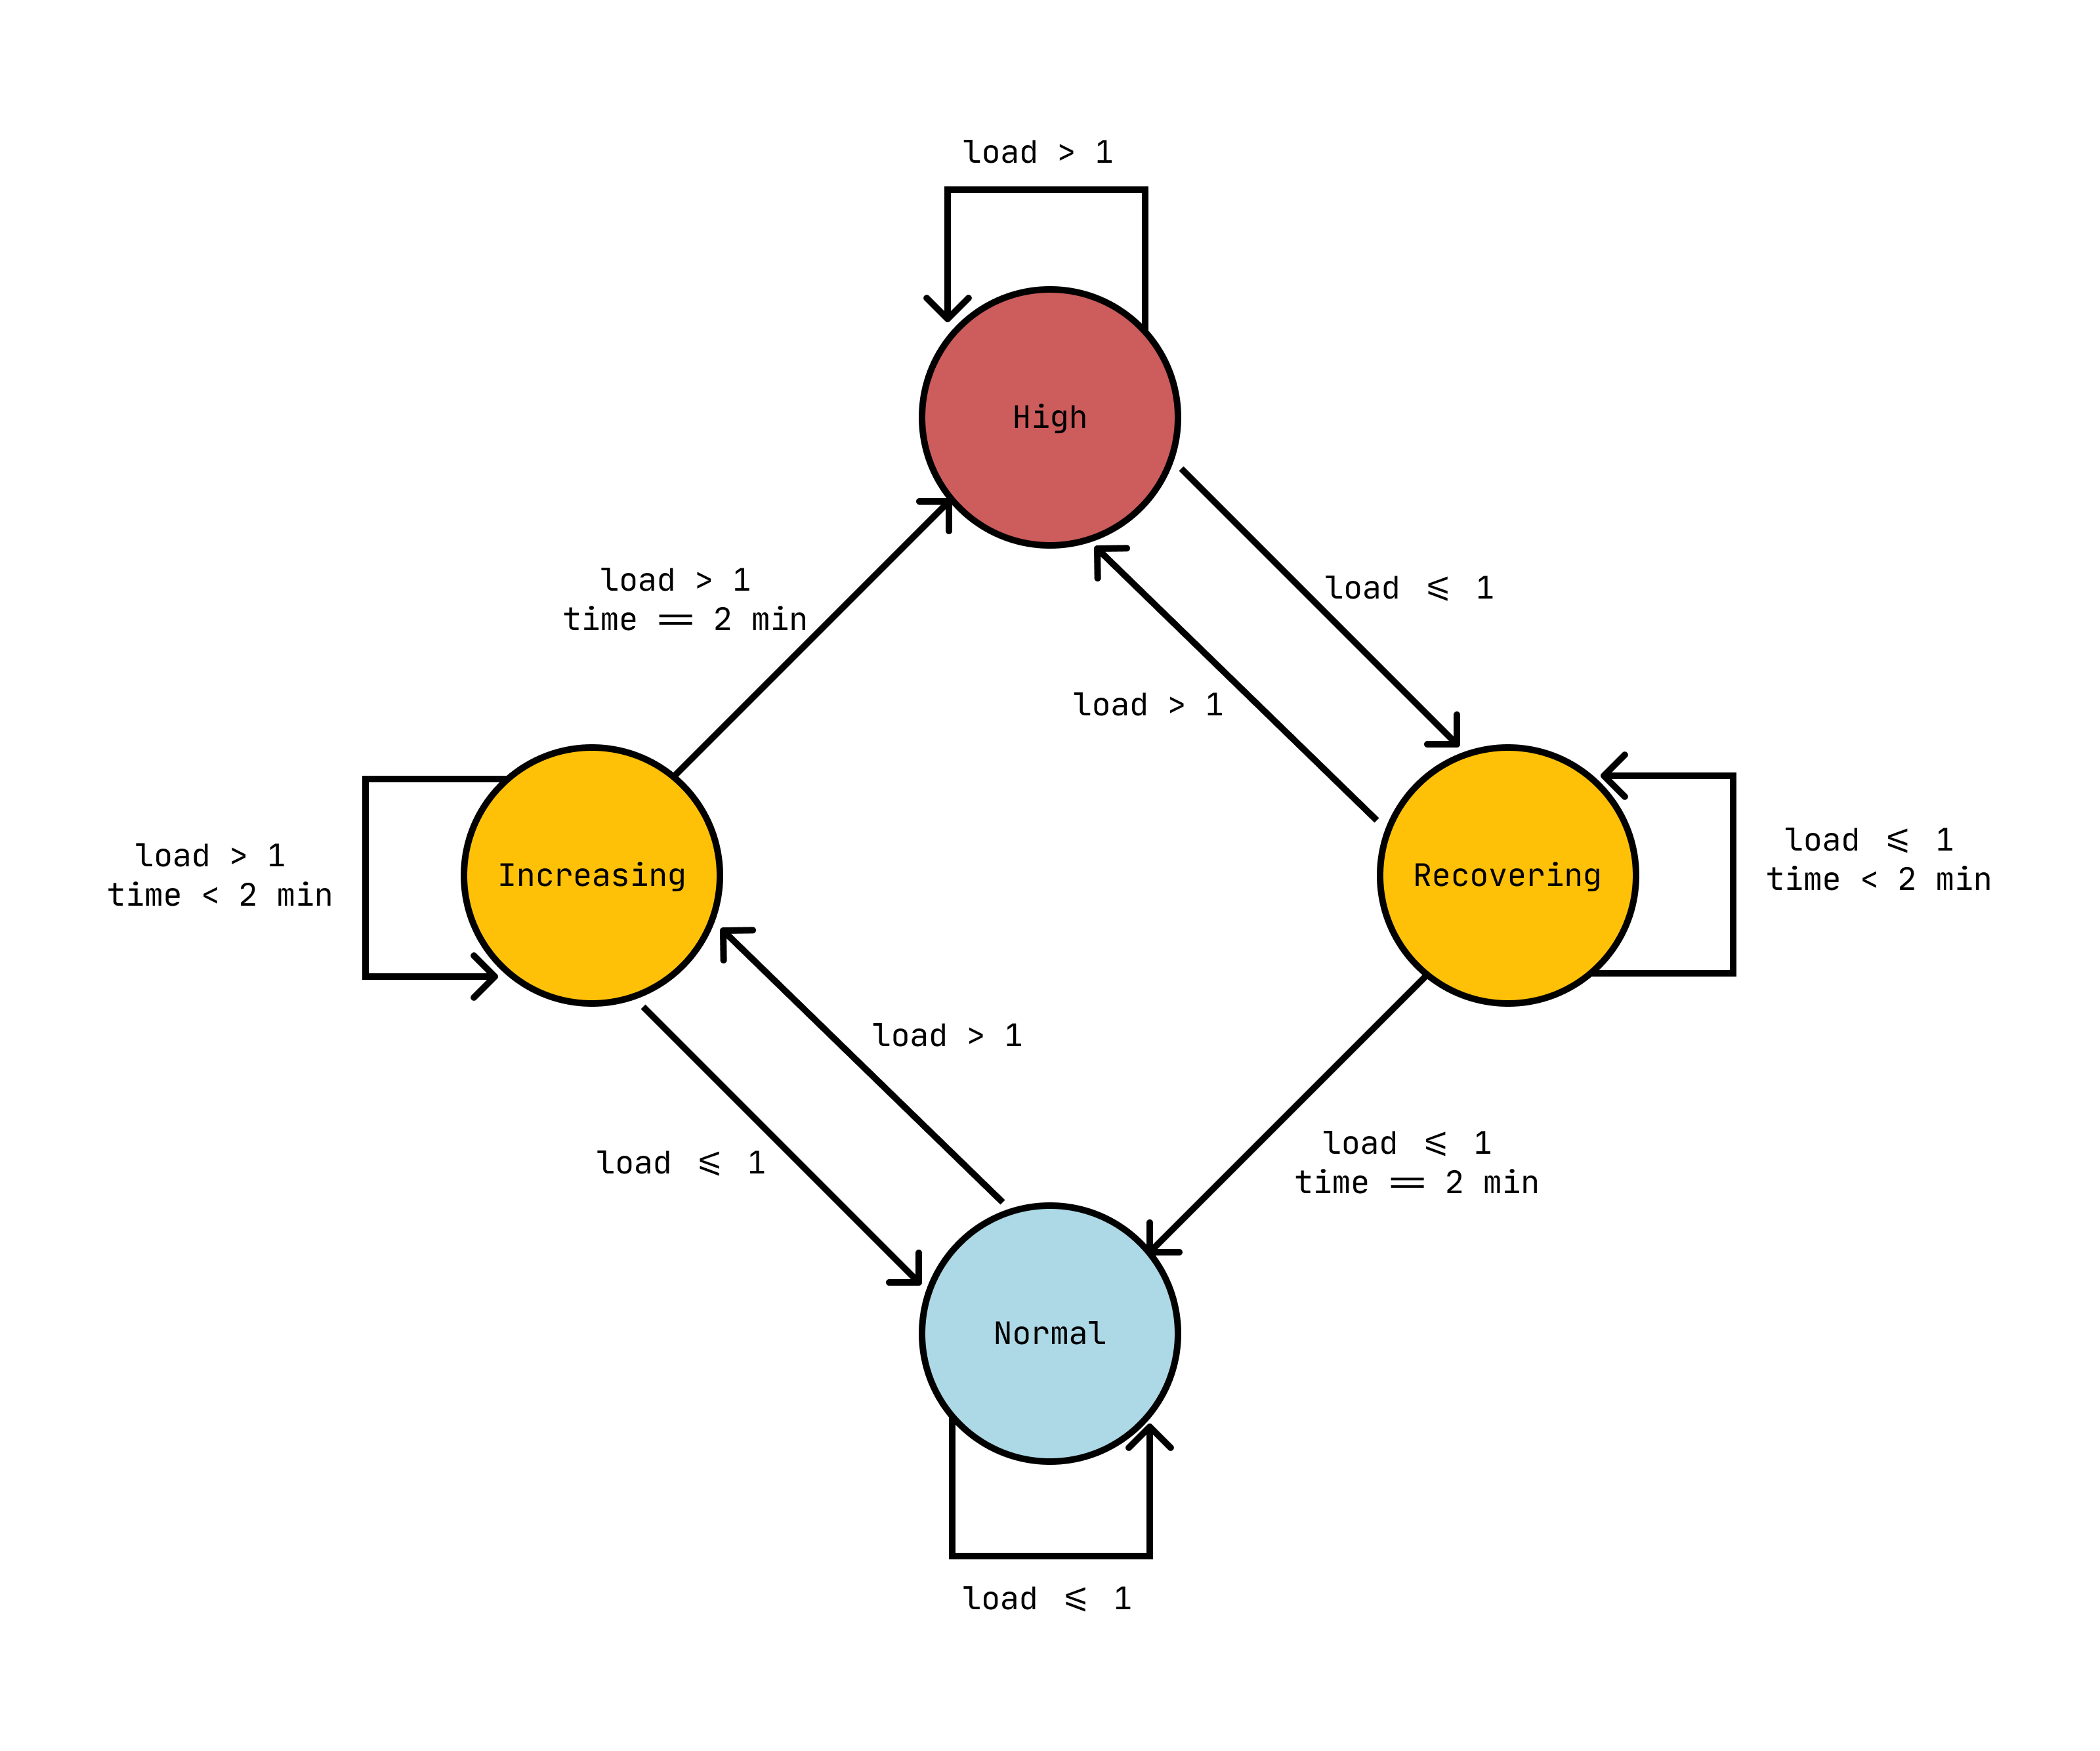 load > 1
High
load > 1
time == 2 min
load ⩽ 1
load > 1
load > 1
time < 2 min
Increasing
Recovering
load ⩽ 1
time < 2 min
load > 1
load ⩽ 1
load ⩽ 1
time == 2 min
Normal
load ⩽ 1